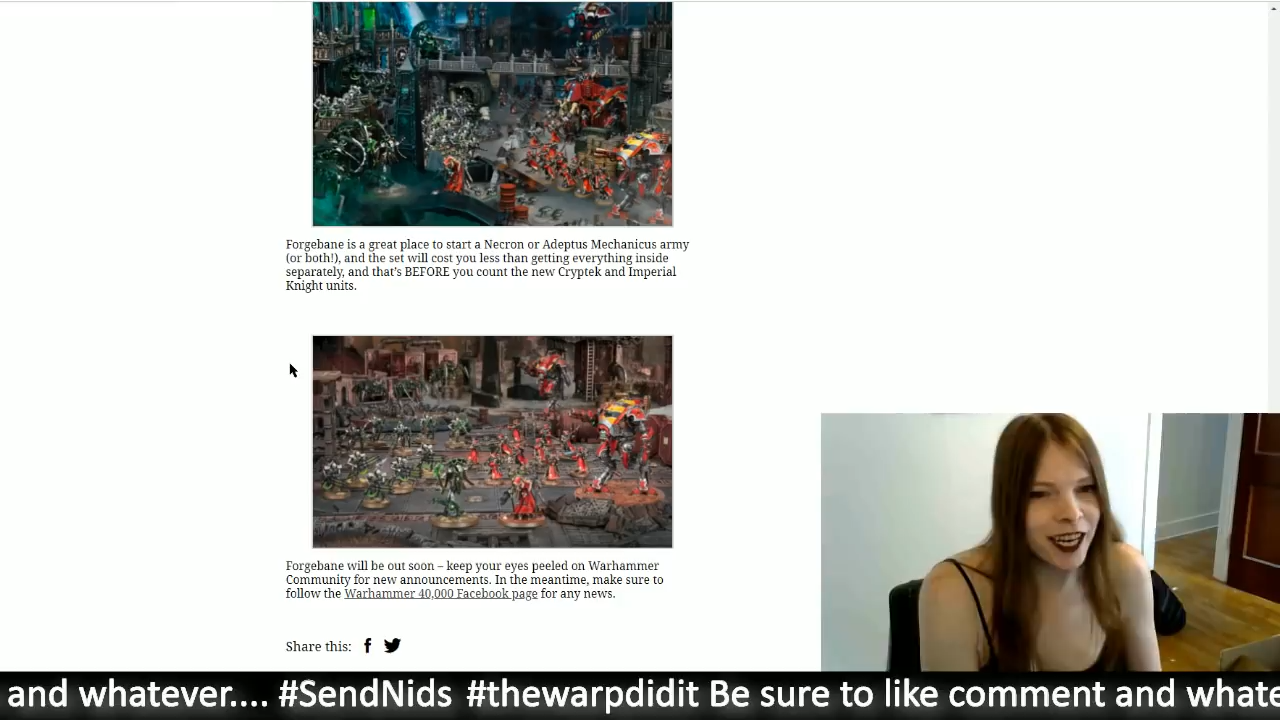 Forgebane is a great place to start a Necron or Adeptus Mechanicus army
(or both!), and the set will cost you less than getting everything inside
separately, and that's BEFORE you count the new Cryptek and Imperial
Knight units.
Forgebane will be out soon – keep your eyes peeled on Warhammer
Community for new announcements. In the meantime, make sure to
follow the Warhammer 40,000 Facebook page for any news.
Share this:
and whatever.... #SendNids #thewarpdidit Be sure to like comment and whate